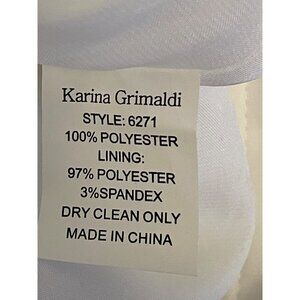 Karina Grimaldi
STYLE: 6271
100% POLYESTER
LINING:
97% POLYESTER
3%SPANDEX
DRY CLEAN ONLY
MADE IN CHINA